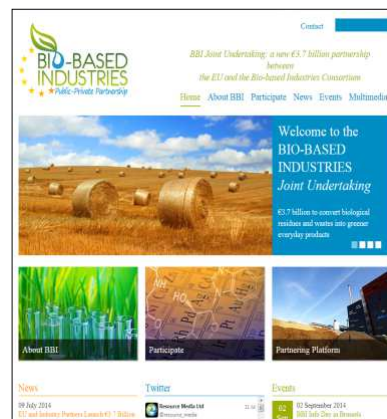 Contact
BIO-BASED
INDUSTRIES
Public-Private Partnership
BBI Joint Undertaking: a new €3.7 billion partnership
between
the EU and the Bio-based Industries Consortium
Home About BBI Participate News Events Multimedia
Welcome to the
BIO-BASED
INDUSTRIES
Joint Undertaking
€3.7 billion to convert biological
residues and wastes into greener
everyday products
NH
HO
About BBI
Participate
Partnering Platform
News
Twitter
Events
09 July 2014
EU and Industry Partners Launch €3.7 Billion
Resource Media Ltd
@resource_media
02
02 September 2014
BBI Info Day in Brussels